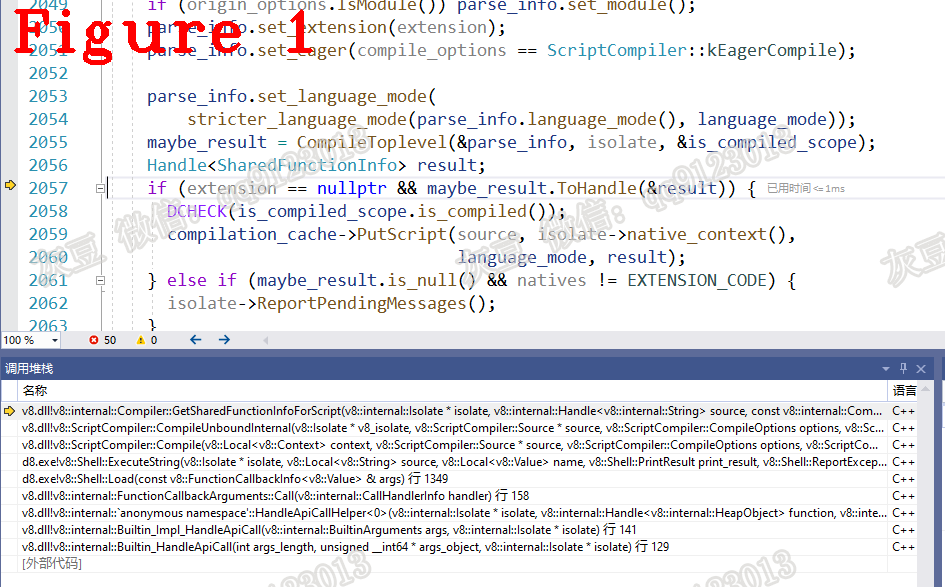 Figure 1
2049 if (origin_options.IsModule()) parse_info.set_module();
2050 parse_info.set_extension(extension);
2051 parse_info.set_eager(compile_options == ScriptCompiler::kEagerCompile);
2052
2053 parse_info.set_language_mode(
2054 stricter_language_mode(parse_info.language_mode(), language_mode));
2055 maybe_result = CompileToplevel(&parse_info, isolate, &is_compiled_scope);
2056 Handle<SharedFunctionInfo> result;
2057 if (extension == nullptr && maybe_result.ToHandle(&result)) { 已用时间<=1ms
2058 DCHECK(is_compiled_scope.is_compiled());
2059 compilation_cache->PutScript(source, isolate->native_context(),
2060 language_mode, result);
2061 } else if (maybe_result.is_null() && natives != EXTENSION_CODE) {
2062 isolate->ReportPendingMessages();
2063 }
灰豆 微信: qq9123013
灰豆 微信: qq9123013
灰豆
100 % 50 0
调用堆栈
名称 语言
v8.dll!v8::internal::Compiler::GetSharedFunctionInfoForScript(v8::internal::Isolate * isolate, v8::internal::Handle<v8::internal::String> source, const v8::internal::Com... C++
v8.dll!v8::ScriptCompiler::CompileUnboundInternal(v8::Isolate * v8_isolate, v8::ScriptCompiler::Source * source, v8::ScriptCompiler::CompileOptions options, v8::Sc... C++
v8.dll!v8::ScriptCompiler::Compile(v8::Local<v8::Context> context, v8::ScriptCompiler::Source * source, v8::ScriptCompiler::CompileOptions options, v8::ScriptCo... C++
d8.exe!v8::Shell::ExecuteString(v8::Isolate * isolate, v8::Local<v8::String> source, v8::Local<v8::Value> name, v8::Shell::PrintResult print_result, v8::Shell::ReportExcep... C++
d8.exe!v8::Shell::Load(const v8::FunctionCallbackInfo<v8::Value> & args) 行 1349 C++
v8.dll!v8::internal::FunctionCallbackArguments::Call(v8::internal::CallHandlerInfo handler) 行 158 C++
v8.dll!v8::internal::`anonymous namespace'::HandleApiCallHelper<0>(v8::internal::Isolate * isolate, v8::internal::Handle<v8::internal::HeapObject> function, v8::inte... C++
v8.dll!v8::internal::Builtin_Impl_HandleApiCall(v8::internal::BuiltinArguments args, v8::internal::Isolate * isolate) 行 141 C++
v8.dll!v8::internal::Builtin_HandleApiCall(int args_length, unsigned __int64 * args_object, v8::internal::Isolate * isolate) 行 129 C++
[外部代码]